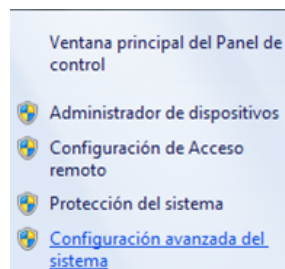 Ventana principal del Panel de
control
Administrador de dispositivos
Configuración de Acceso
remoto
Protección del sistema
Configuración avanzada del
sistema